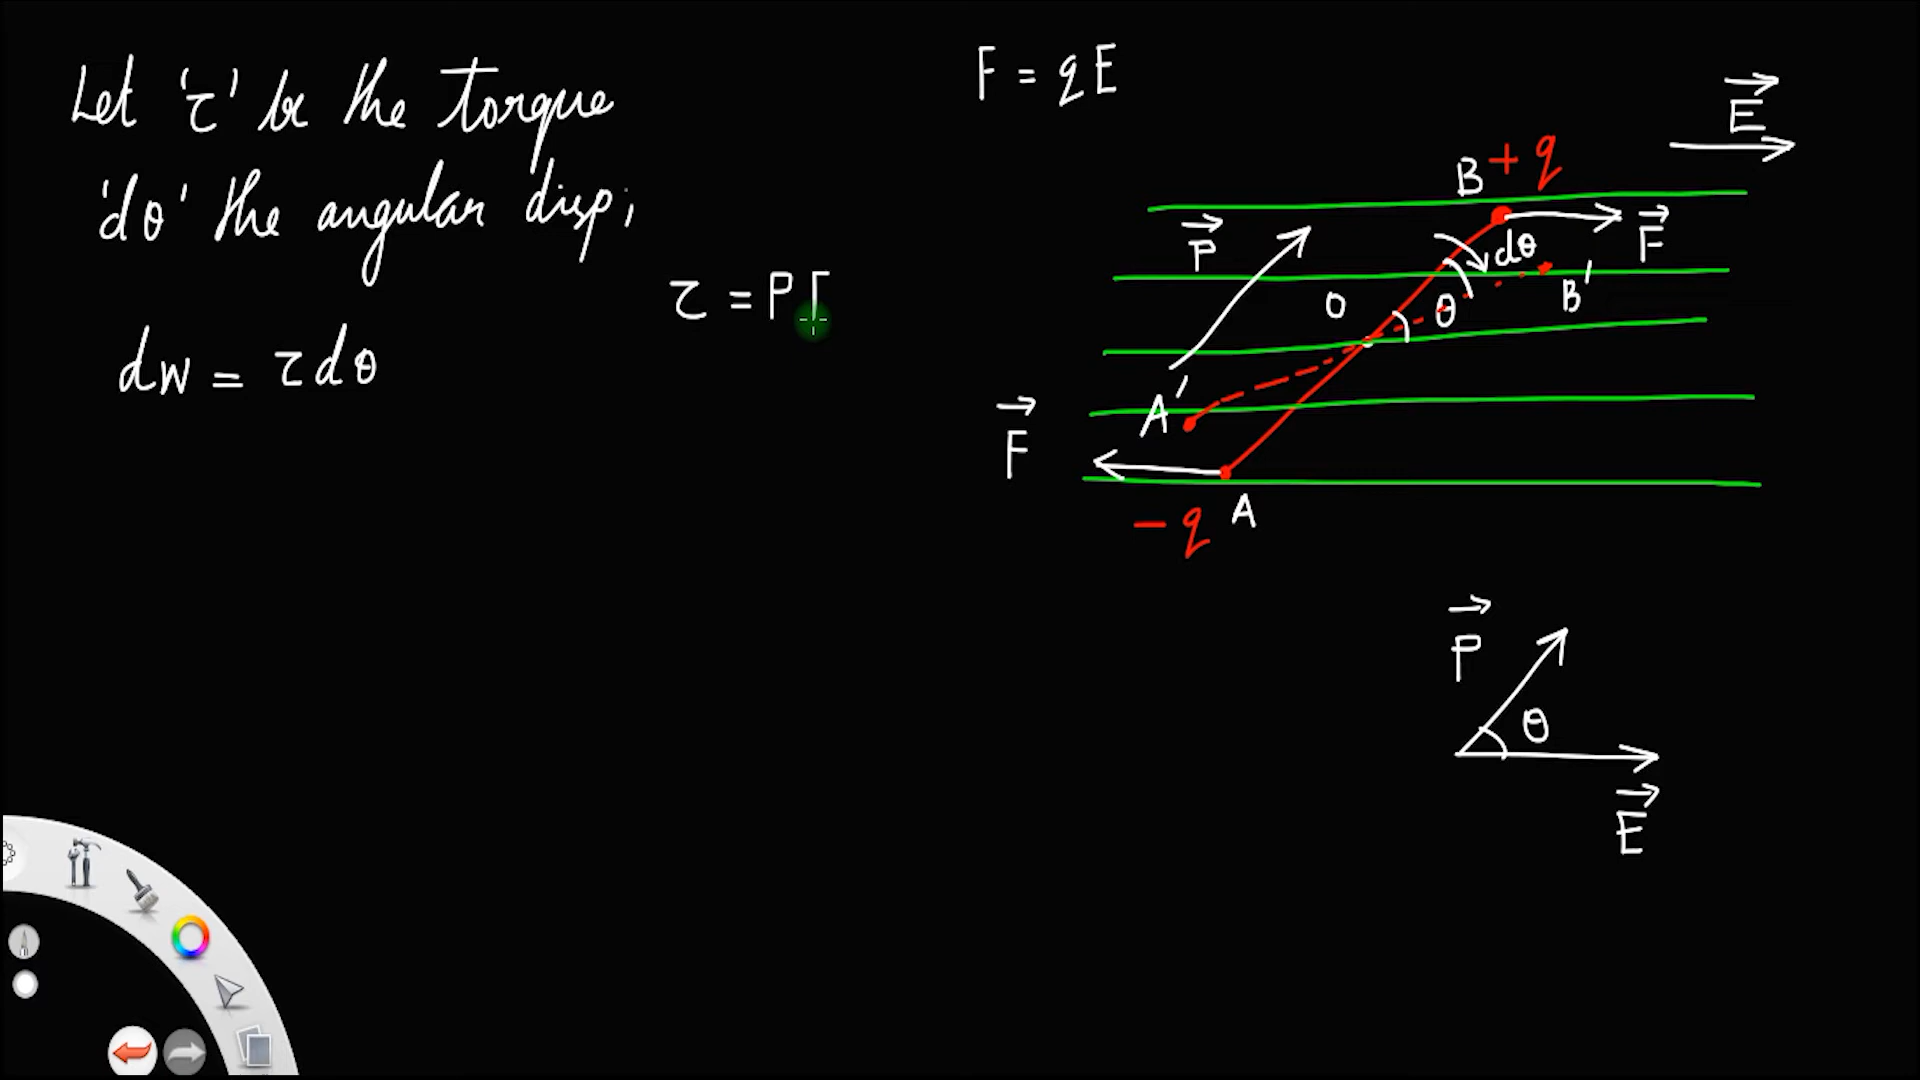 Let 'τ' be the torque
'dθ' the angular disp;
τ = P
dW = τdθ
F = qE
E
B +q
P
F
dθ
B'
O
θ
A'
F
-q A
P
θ
E